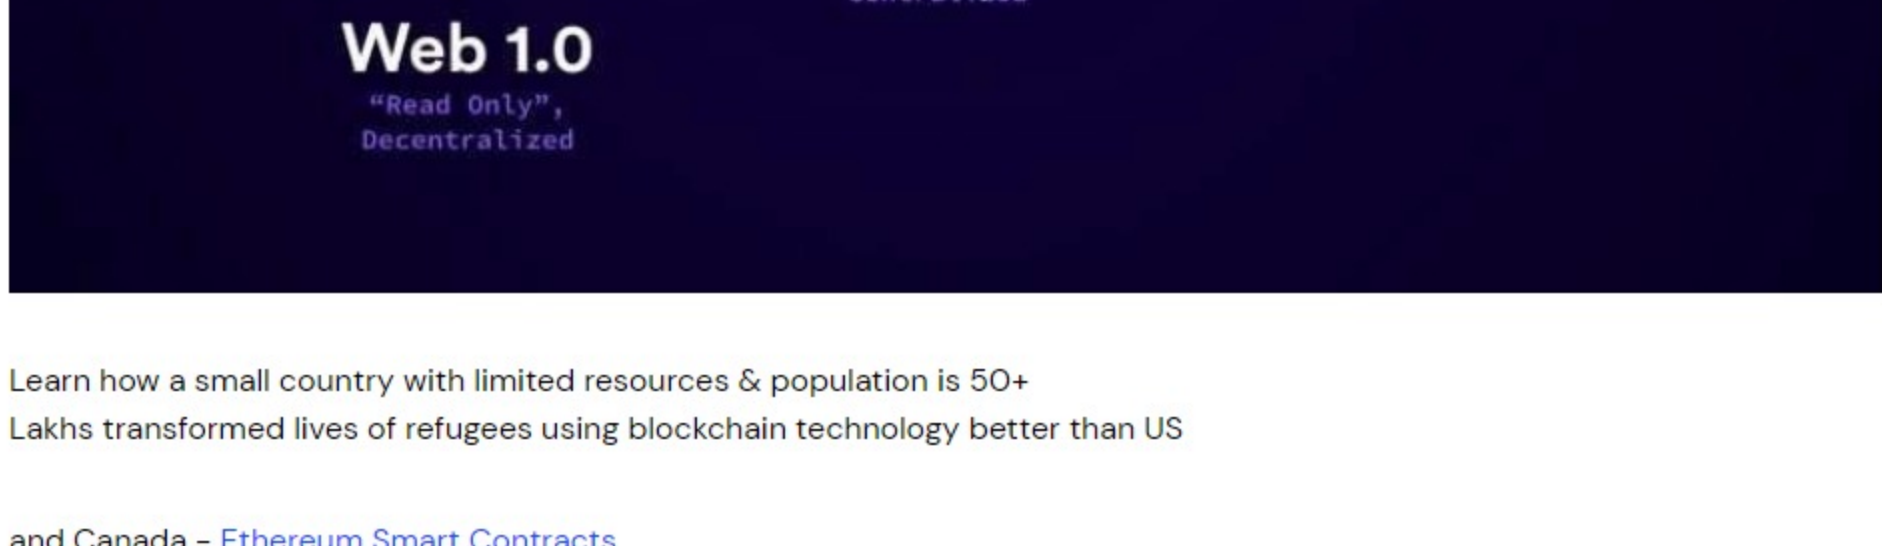 Web 1.0
“Read Only”,
Decentralized
Learn how a small country with limited resources & population is 50+
Lakhs transformed lives of refugees using blockchain technology better than US
and Canada – Ethereum Smart Contracts